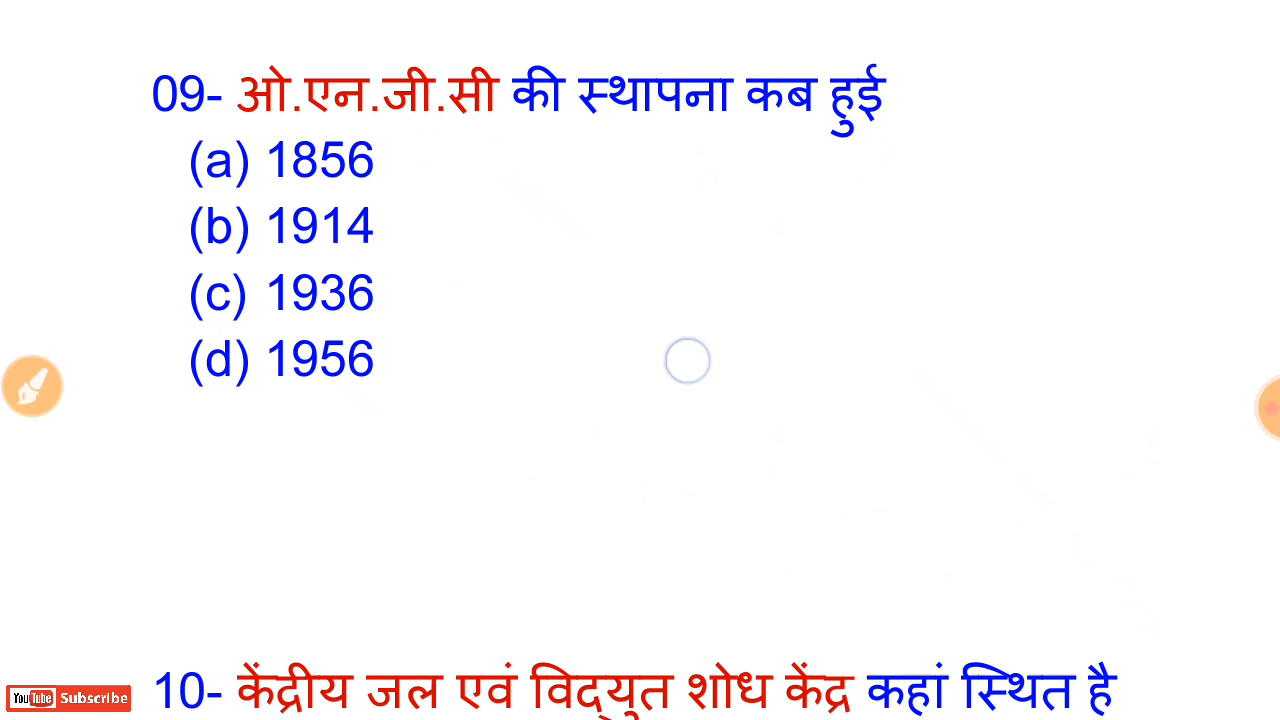 09- ओ.एन.जी.सी की स्थापना कब हुई
(a) 1856
(b) 1914
(c) 1936
(d) 1956
10- केंद्रीय जल एवं विद्युत शोध केंद्र कहां स्थित है
YouTube Subscribe